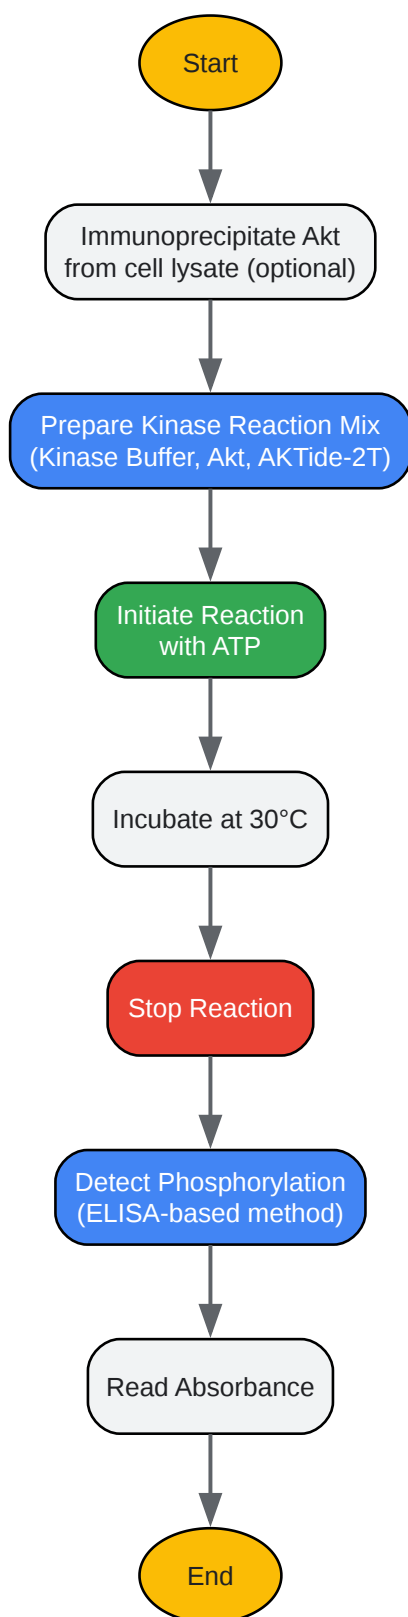 Start
Immunoprecipitate Akt
from cell lysate (optional)
Prepare Kinase Reaction Mix
(Kinase Buffer, Akt, AKTide-2T)
Initiate Reaction
with ATP
Incubate at 30°C
Stop Reaction
Detect Phosphorylation
(ELISA-based method)
Read Absorbance
End